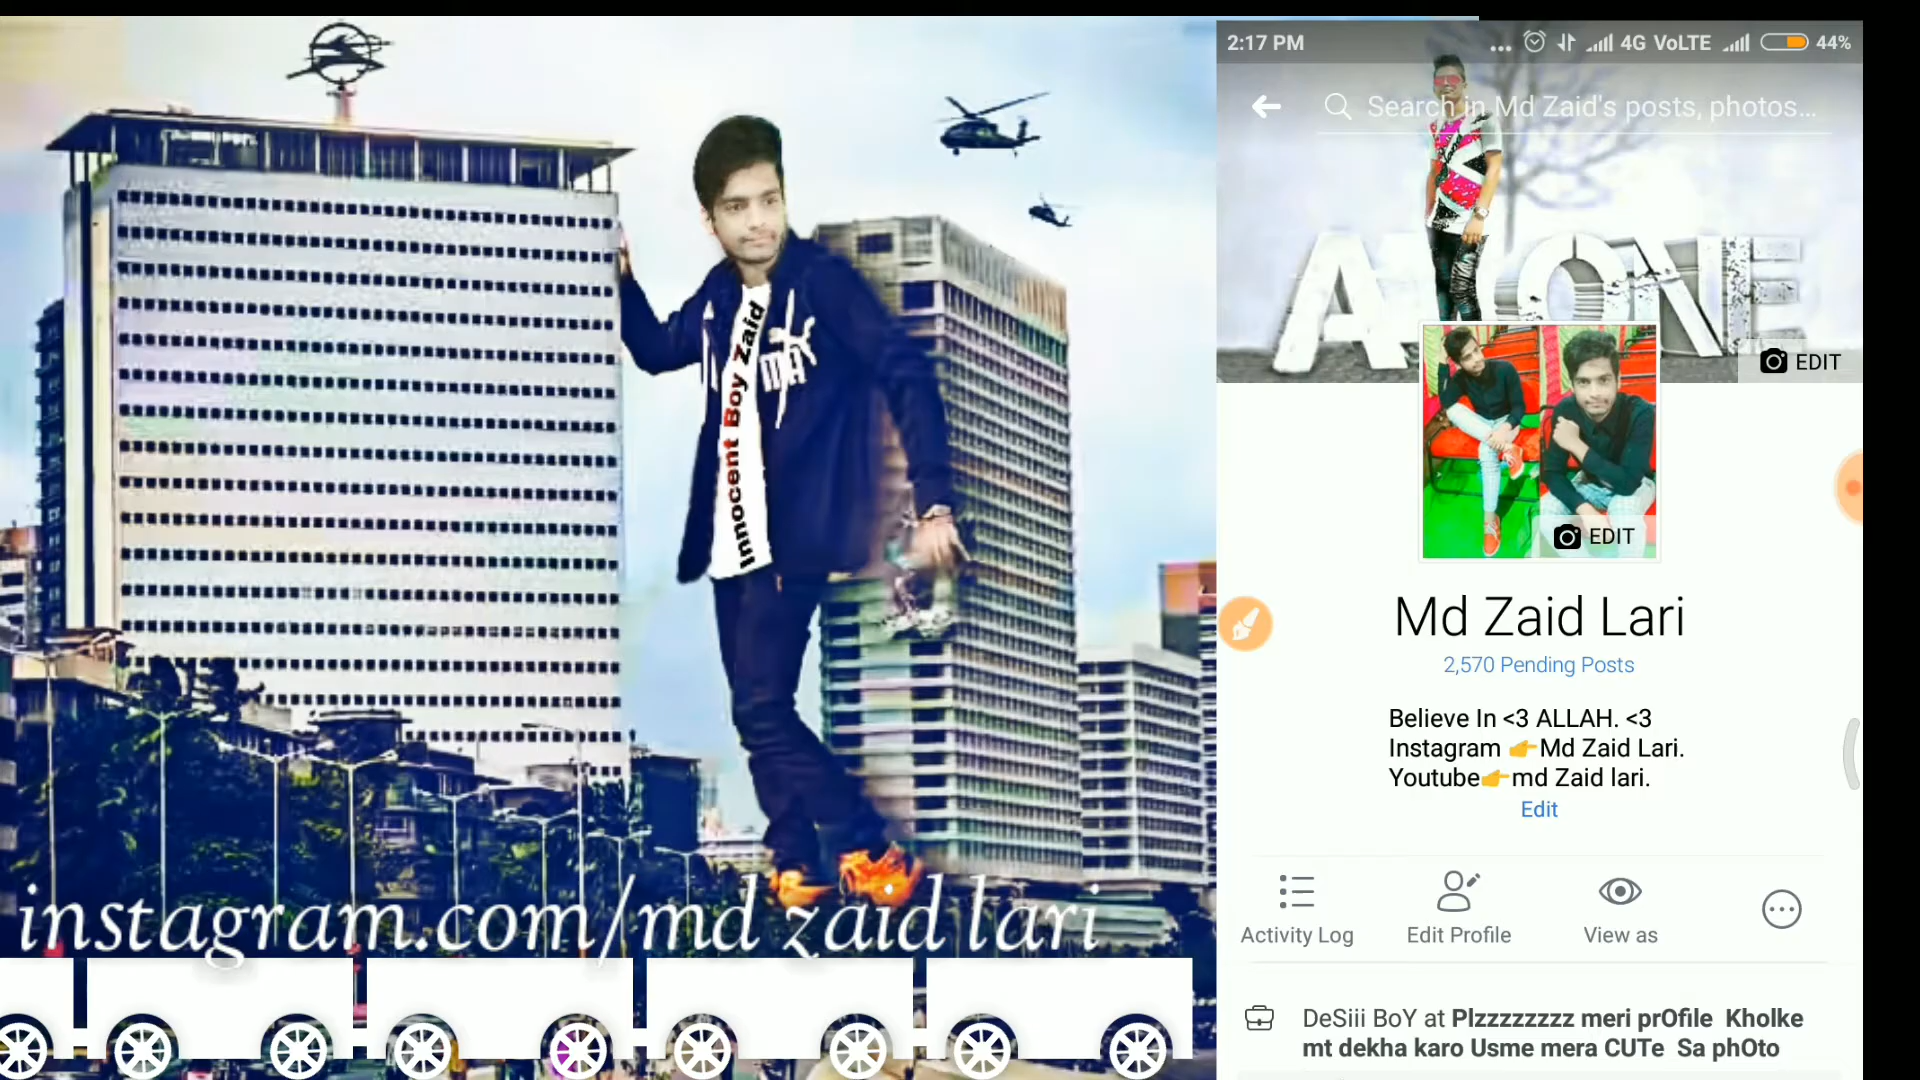 Innocent Boy Zaid
instagram.com/md zaid lari
2:17 PM
4G VoLTE
44%
Search in Md Zaid's posts, photos...
ALONE
EDIT
EDIT
Md Zaid Lari
2,570 Pending Posts
Believe In <3 ALLAH. <3
Instagram 👉Md Zaid Lari.
Youtube👉md Zaid lari.
Edit
Activity Log
Edit Profile
View as
DeSiii BoY at Plzzzzzzzz meri prOfile Kholke
mt dekha karo Usme mera CUTe Sa phOto